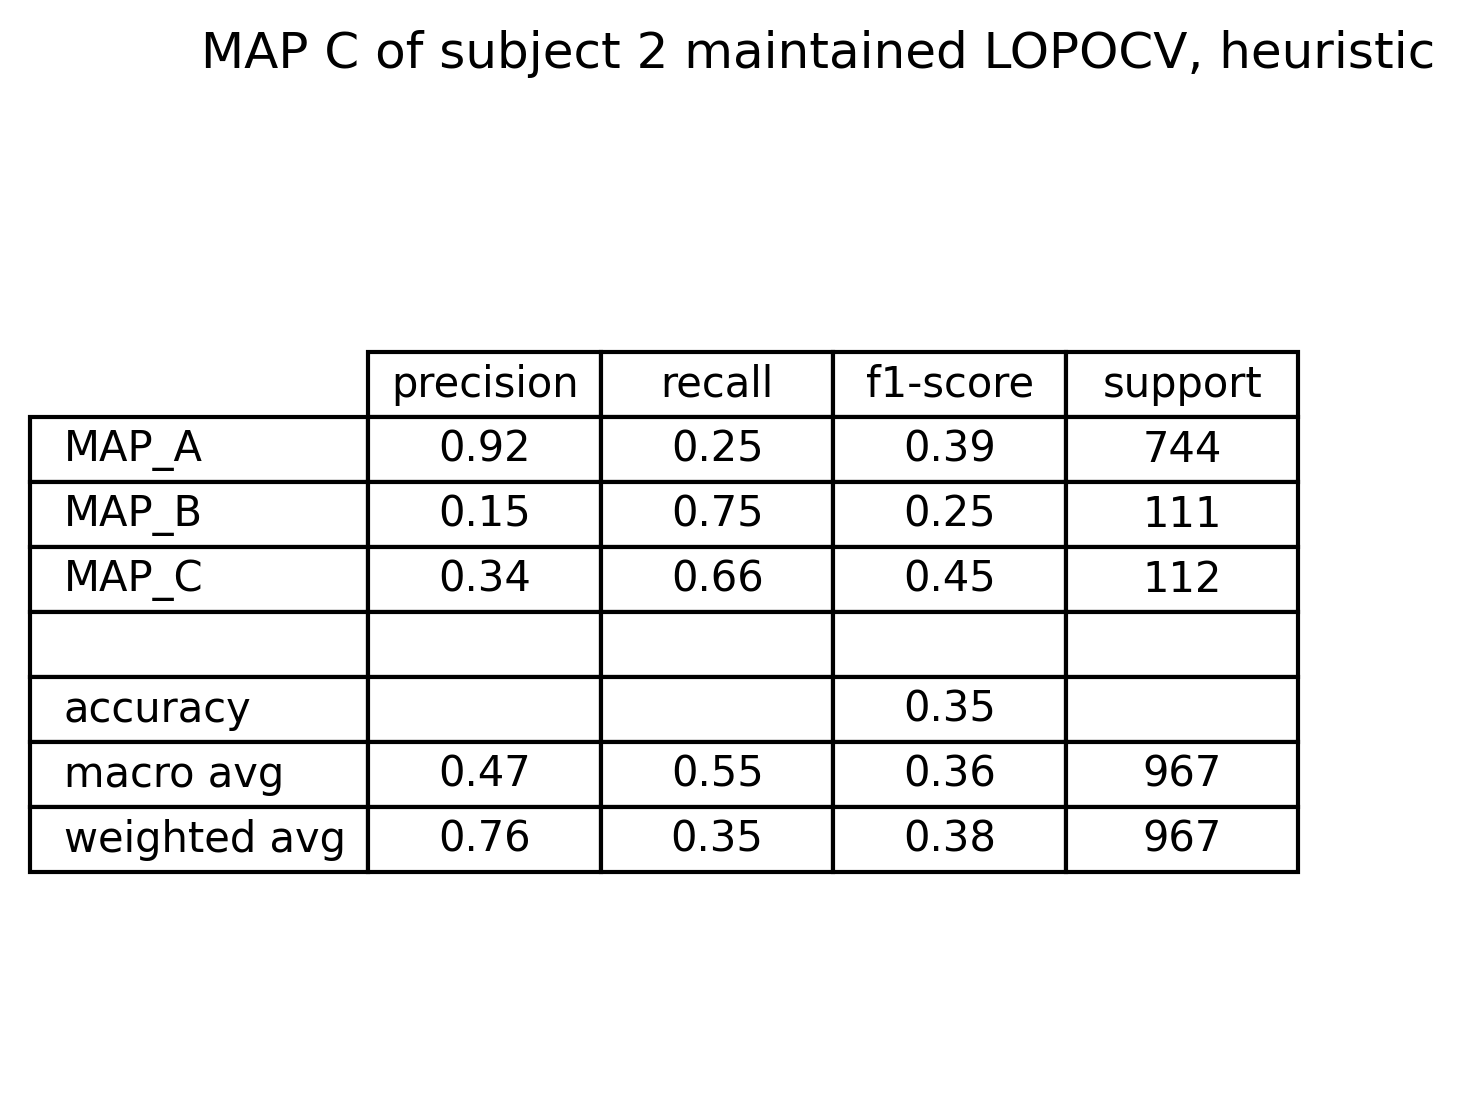 MAP C of subject 2 maintained LOPOCV, heuristic
precision recall f1-score support
MAP_A 0.92 0.25 0.39 744
MAP_B 0.15 0.75 0.25 111
MAP_C 0.34 0.66 0.45 112
accuracy 0.35
macro avg 0.47 0.55 0.36 967
weighted avg 0.76 0.35 0.38 967